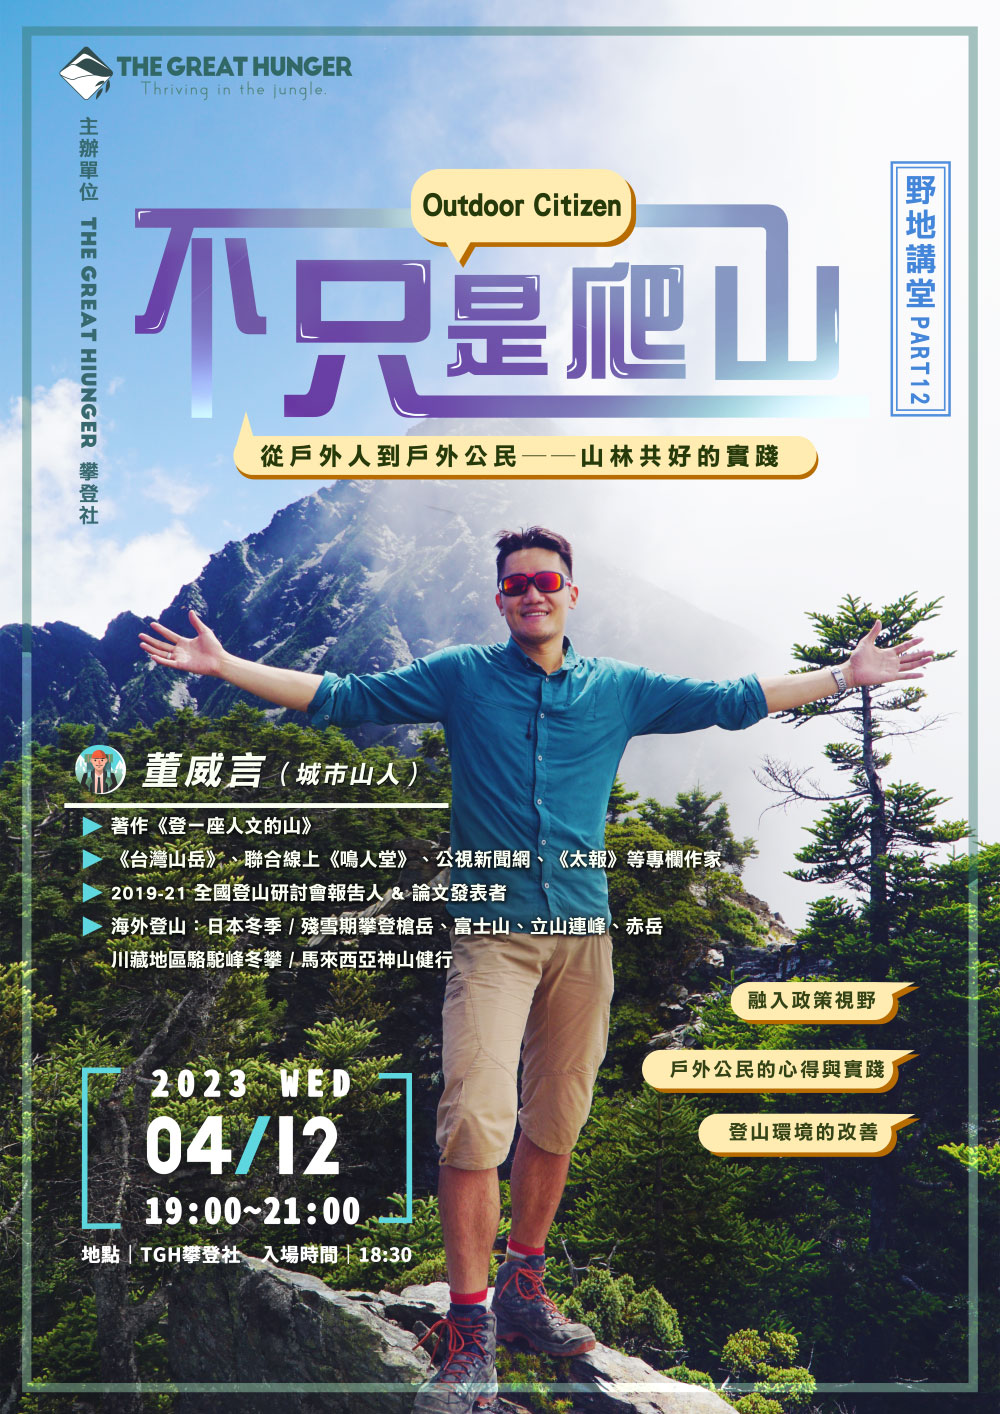 THE GREAT HUNGER
Thriving in the jungle.
主辦單位 THE GREAT HIUNGER 攀登社
野地講堂 PART12
Outdoor Citizen
不只是爬山
從戶外人到戶外公民——山林共好的實踐
董威言（城市山人）
著作《登一座人文的山》
《台灣山岳》、聯合線上《鳴人堂》、公視新聞網、《太報》等專欄作家
2019-21 全國登山研討會報告人 & 論文發表者
海外登山：日本冬季 / 殘雪期攀登槍岳、富士山、立山連峰、赤岳
川藏地區駱駝峰冬攀 / 馬來西亞神山健行
融入政策視野
戶外公民的心得與實踐
登山環境的改善
2023 WED
04/12
19:00~21:00
地點｜TGH攀登社 入場時間｜18:30